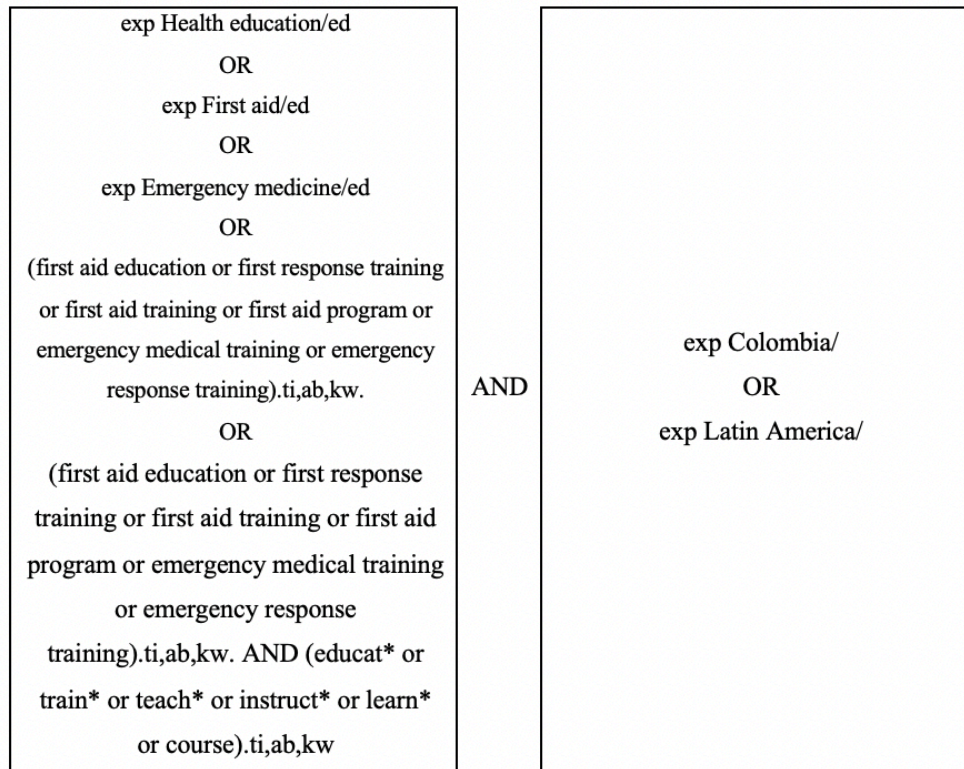 exp Health education/ed
OR
exp First aid/ed
OR
exp Emergency medicine/ed
OR
(first aid education or first response training
or first aid training or first aid program or
emergency medical training or emergency
response training).ti,ab,kw.
OR
(first aid education or first response
training or first aid training or first aid
program or emergency medical training
or emergency response
training).ti,ab,kw. AND (educat* or
train* or teach* or instruct* or learn*
or course).ti,ab,kw
AND
exp Colombia/
OR
exp Latin America/